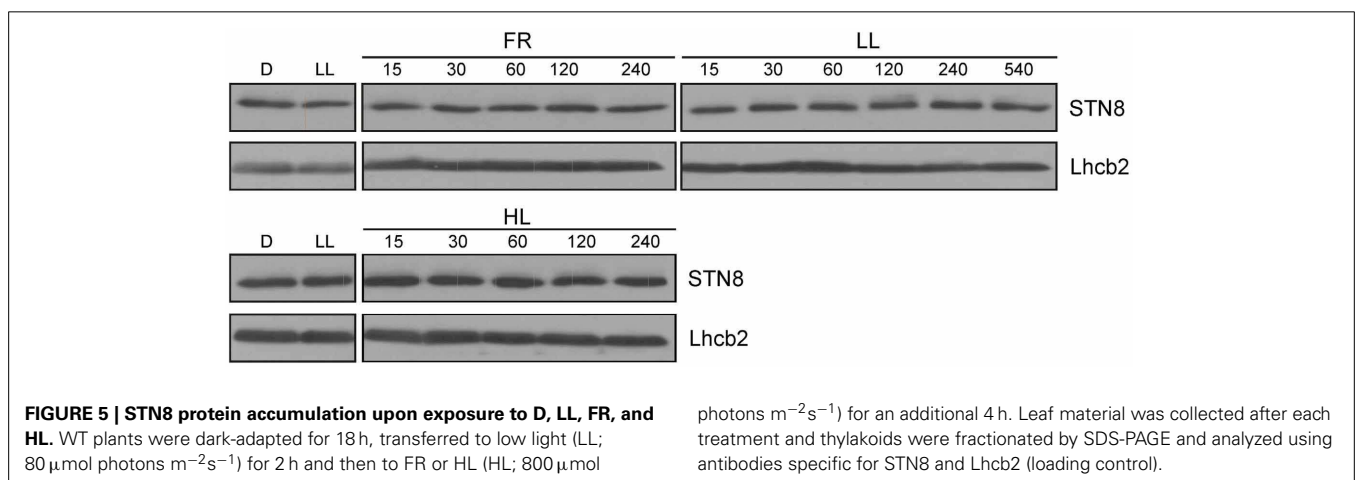 FR LL
D LL 15 30 60 120 240 15 30 60 120 240 540
STN8
Lhcb2
HL
D LL 15 30 60 120 240
STN8
Lhcb2
FIGURE 5 | STN8 protein accumulation upon exposure to D, LL, FR, and
HL. WT plants were dark-adapted for 18 h, transferred to low light (LL;
80 μmol photons m−2s−1) for 2 h and then to FR or HL (HL; 800 μmol
photons m−2s−1) for an additional 4 h. Leaf material was collected after each
treatment and thylakoids were fractionated by SDS-PAGE and analyzed using
antibodies specific for STN8 and Lhcb2 (loading control).